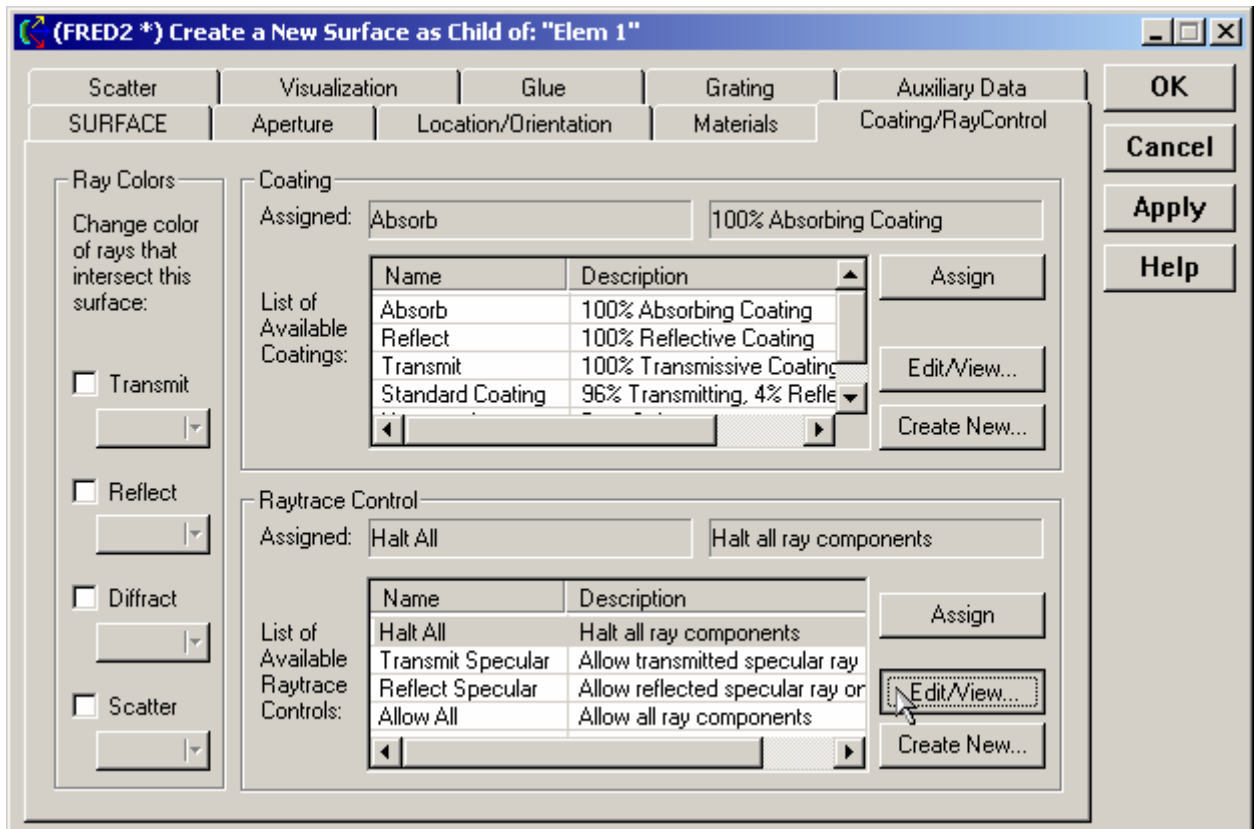 (FRED2 *) Create a New Surface as Child of: "Elem 1"
Scatter Visualization Glue Grating Auxiliary Data
SURFACE Aperture Location/Orientation Materials Coating/RayControl
OK
Cancel
Apply
Help
Ray Colors
Change color
of rays that
intersect this
surface:
Transmit
Reflect
Diffract
Scatter
Coating
Assigned: Absorb 100% Absorbing Coating
List of
Available
Coatings:
Name Description
Absorb 100% Absorbing Coating
Reflect 100% Reflective Coating
Transmit 100% Transmissive Coating
Standard Coating 96% Transmitting, 4% Refle
Assign
Edit/View...
Create New...
Raytrace Control
Assigned: Halt All Halt all ray components
List of
Available
Raytrace
Controls:
Name Description
Halt All Halt all ray components
Transmit Specular Allow transmitted specular ray
Reflect Specular Allow reflected specular ray or
Allow All Allow all ray components
Assign
Edit/View...
Create New...